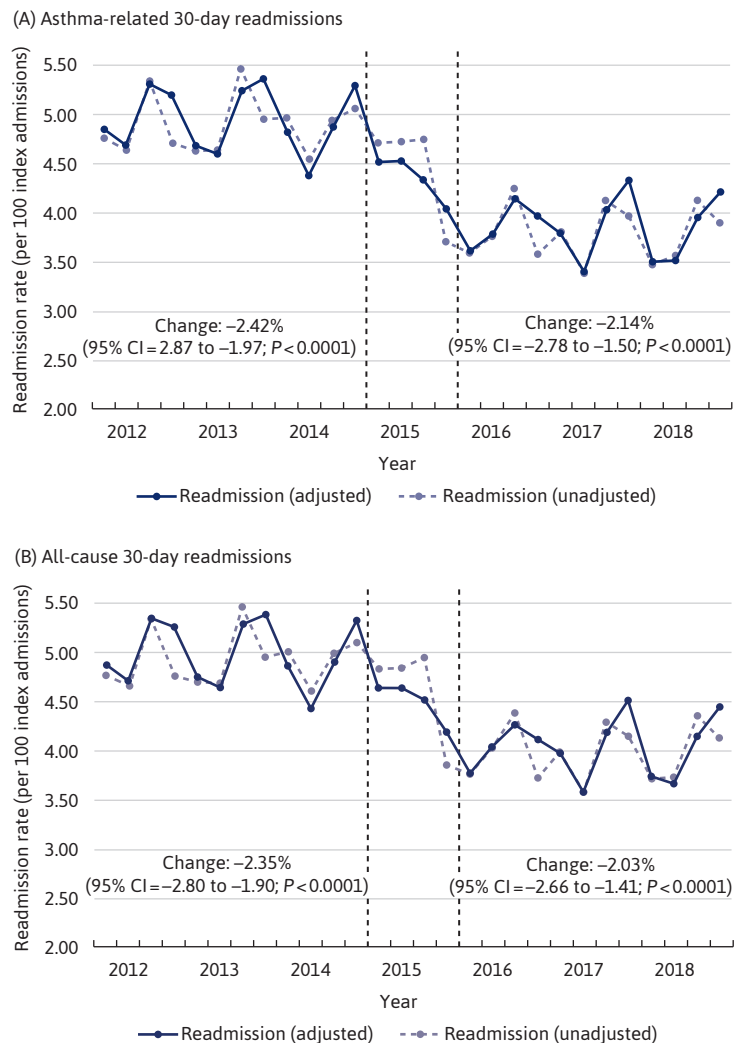 (A) Asthma-related 30-day readmissions
Readmission rate (per 100 index admissions)
5.50
5.00
4.50
4.00
3.50
3.00
2.50
2.00
Change: –2.42%
(95% CI = 2.87 to –1.97; P < 0.0001)
Change: –2.14%
(95% CI = –2.78 to –1.50; P < 0.0001)
2012 2013 2014 2015 2016 2017 2018
Year
Readmission (adjusted) Readmission (unadjusted)
(B) All-cause 30-day readmissions
Readmission rate (per 100 index admissions)
5.50
5.00
4.50
4.00
3.50
3.00
2.50
2.00
Change: –2.35%
(95% CI = –2.80 to –1.90; P < 0.0001)
Change: –2.03%
(95% CI = –2.66 to –1.41; P < 0.0001)
2012 2013 2014 2015 2016 2017 2018
Year
Readmission (adjusted) Readmission (unadjusted)